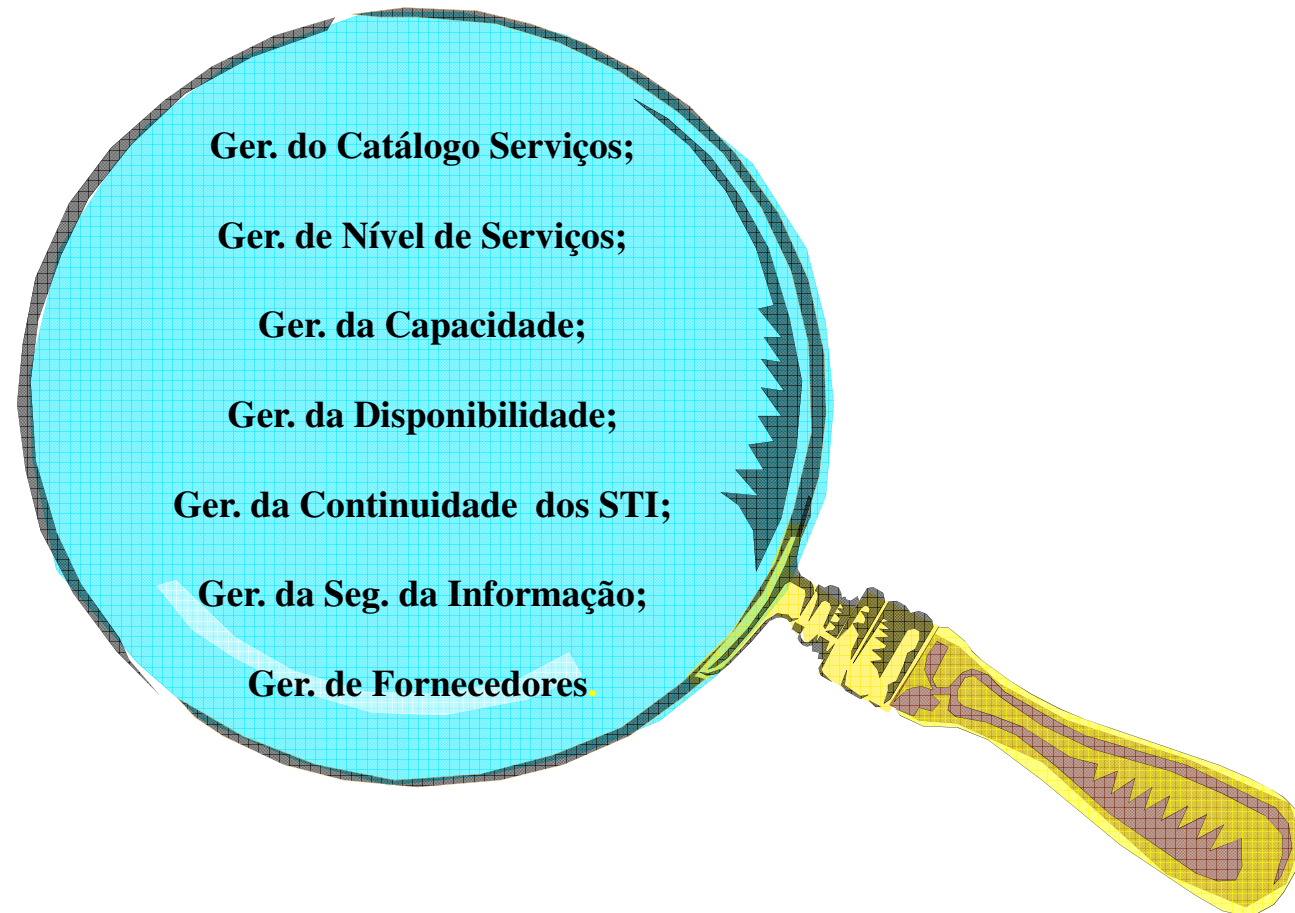 Ger. do Catálogo Serviços;
Ger. de Nível de Serviços;
Ger. da Capacidade;
Ger. da Disponibilidade;
Ger. da Continuidade dos STI;
Ger. da Seg. da Informação;
Ger. de Fornecedores.